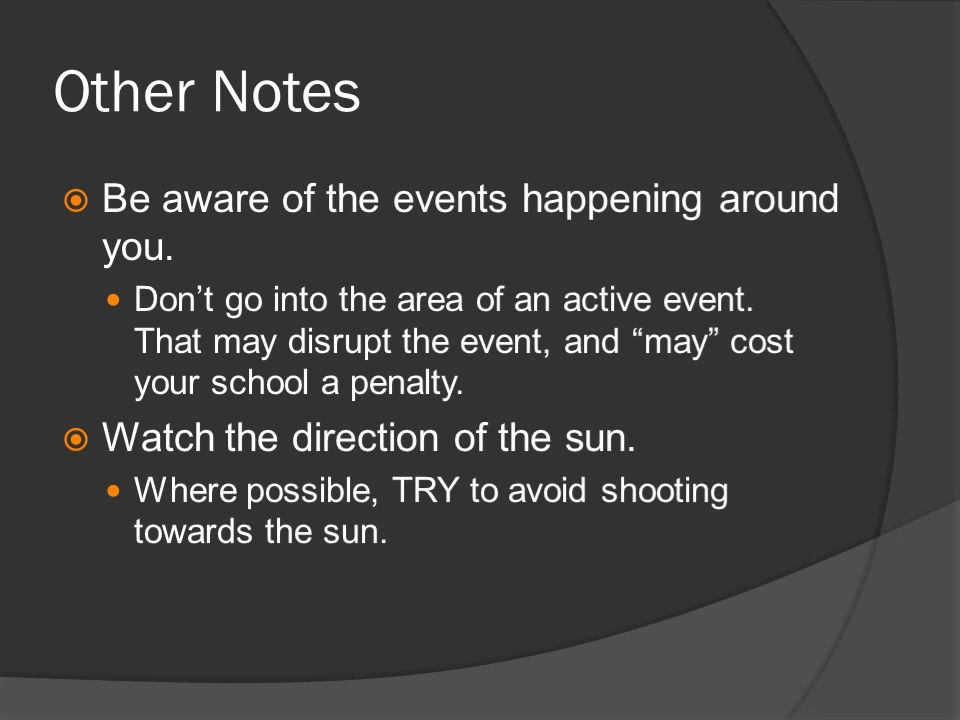 Other Notes
Be aware of the events happening around
you.
Don’t go into the area of an active event.
That may disrupt the event, and “may” cost
your school a penalty.
Watch the direction of the sun.
Where possible, TRY to avoid shooting
towards the sun.